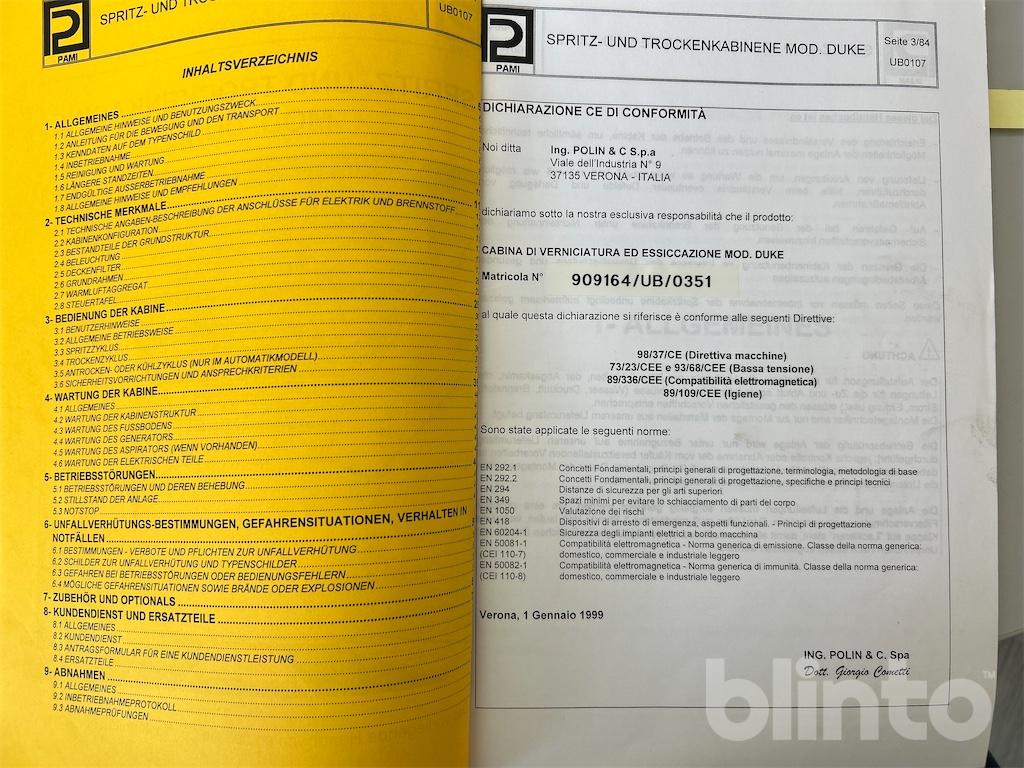 PAMI
SPRITZ- UND TROC
UB0107
INHALTSVERZEICHNIS
1- ALLGEMEINES
1.1 ALLGEMEINE HINWEISE UND BENUTZUNGSZWECK
1.2 ANLEITUNG FÜR DIE BEWEGUNG UND DEN TRANSPORT
1.3 KENNDATEN AUF DEM TYPENSCHILD
1.4 INBETRIEBNAHME
1.5 REINIGUNG UND WARTUNG
1.6 LÄNGERE STANDZEITEN
1.7 ENDGÜLTIGE AUSSERBETRIEBNAHME
1.8 ALLGEMEINE HINWEISE UND EMPFEHLUNGEN
2- TECHNISCHE MERKMALE
2.1 TECHNISCHE ANGABEN-BESCHREIBUNG DER ANSCHLÜSSE FÜR ELEKTRIK UND BRENNSTOFF
2.2 KABINENKONFIGURATION
2.3 BESTANDTEILE DER GRUNDSTRUKTUR
2.4 BELEUCHTUNG
2.5 DECKENFILTER
2.6 GRUNDRAHMEN
2.7 WARMLUFTAGGREGAT
2.8 STEUERTAFEL
3- BEDIENUNG DER KABINE
3.1 BENUTZERHINWEISE
3.2 ALLGEMEINE BETRIEBSWEISE
3.3 SPRITZZYKLUS
3.4 TROCKENZYKLUS
3.5 ANTROCKEN- ODER KÜHLZYKLUS (NUR IM AUTOMATIKMODELL)
3.6 SICHERHEITSVORRICHTUNGEN UND ANSPRECHKRITERIEN
4- WARTUNG DER KABINE
4.1 ALLGEMEINES
4.2 WARTUNG DER KABINENSTRUKTUR
4.3 WARTUNG DES FUSSBODENS
4.4 WARTUNG DES GENERATORS
4.5 WARTUNG DES ASPIRATORS (WENN VORHANDEN)
4.6 WARTUNG DER ELEKTRISCHEN TEILE
5- BETRIEBSSTÖRUNGEN
5.1 BETRIEBSSTÖRUNGEN UND DEREN BEHEBUNG
5.2 STILLSTAND DER ANLAGE
5.3 NOTSTOP
6- UNFALLVERHÜTUNGS-BESTIMMUNGEN, GEFAHRENSITUATIONEN, VERHALTEN IN
NOTFÄLLEN
6.1 BESTIMMUNGEN - VERBOTE UND PFLICHTEN ZUR UNFALLVERHÜTUNG
6.2 SCHILDER ZUR UNFALLVERHÜTUNG UND TYPENSCHILDER
6.3 GEFAHREN BEI BETRIEBSSTÖRUNGEN ODER BEDIENUNGSFEHLERN
6.4 MÖGLICHE GEFAHRENSITUATIONEN SOWIE BRÄNDE ODER EXPLOSIONEN
7- ZUBEHÖR UND OPTIONALS
8- KUNDENDIENST UND ERSATZTEILE
8.1 ALLGEMEINES
8.2 KUNDENDIENST
8.3 ANTRAGSFORMULAR FÜR EINE KUNDENDIENSTLEISTUNG
8.4 ERSATZTEILE
9- ABNAHMEN
9.1 ALLGEMEINES
9.2 INBETRIEBNAHMEPROTOKOLL
9.3 ABNAHMEPRÜFUNGEN
PAMI
SPRITZ- UND TROCKENKABINENE MOD. DUKE
Seite 3/84
UB0107
DICHIARAZIONE CE DI CONFORMITÀ
Noi ditta
Ing. POLIN & C S.p.a
Viale dell'Industria N° 9
37135 VERONA - ITALIA
dichiariamo sotto la nostra esclusiva responsabilità che il prodotto:
CABINA DI VERNICIATURA ED ESSICCAZIONE MOD. DUKE
Matricola N° 909164/UB/0351
al quale questa dichiarazione si riferisce è conforme alle seguenti Direttive:
98/37/CE (Direttiva macchine)
73/23/CEE e 93/68/CEE (Bassa tensione)
89/336/CEE (Compatibilità elettromagnetica)
89/109/CEE (Igiene)
Sono state applicate le seguenti norme:
EN 292.1 Concetti Fondamentali, principi generali di progettazione, terminologia, metodologia di base
EN 292.2 Concetti Fondamentali, principi generali di progettazione, specifiche e principi tecnici
EN 294 Distanze di sicurezza per gli arti superiori
EN 349 Spazi minimi per evitare lo schiacciamento di parti del corpo
EN 1050 Valutazione dei rischi
EN 418 Dispositivi di arresto di emergenza, aspetti funzionali. - Principi di progettazione
EN 60204-1 Sicurezza degli impianti elettrici a bordo macchina
EN 50081-1 Compatibilità elettromagnetica - Norma generica di emissione. Classe della norma generica:
(CEI 110-7) domestico, commerciale e industriale leggero
EN 50082-1 Compatibilità elettromagnetica - Norma generica di immunità. Classe della norma generica:
(CEI 110-8) domestico, commerciale e industriale leggero
Verona, 1 Gennaio 1999
ING. POLIN & C. Spa
Dott. Giorgio Cometti
blinto™